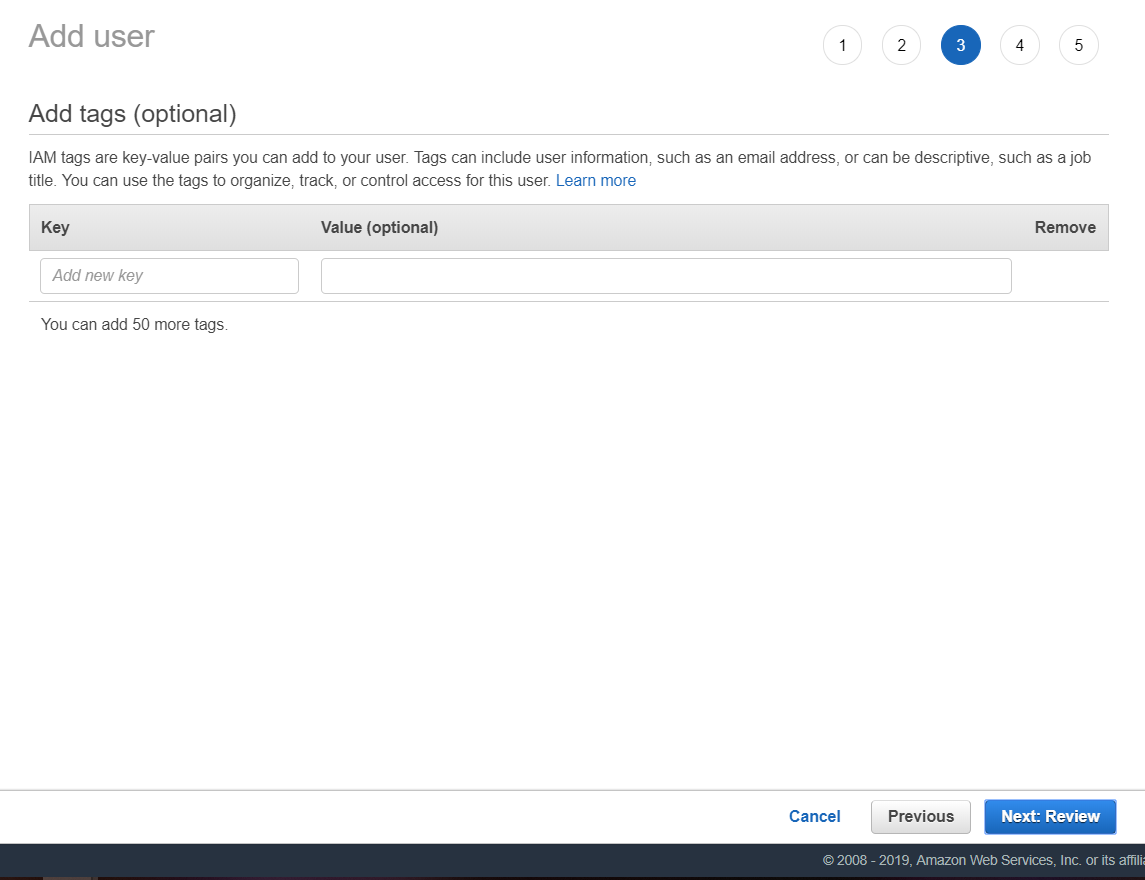 Add user
1 2 3 4 5
Add tags (optional)
IAM tags are key-value pairs you can add to your user. Tags can include user information, such as an email address, or can be descriptive, such as a job
title. You can use the tags to organize, track, or control access for this user. Learn more
Key Value (optional) Remove
Add new key
You can add 50 more tags.
Cancel Previous Next: Review
© 2008 - 2019, Amazon Web Services, Inc. or its